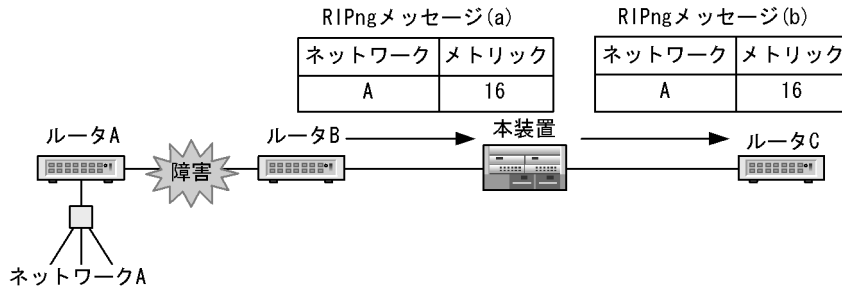 RIPngメッセージ(a)
ネットワーク メトリック
A 16
RIPngメッセージ(b)
ネットワーク メトリック
A 16
ルータA
障害
ルータB
本装置
ルータC
ネットワークA